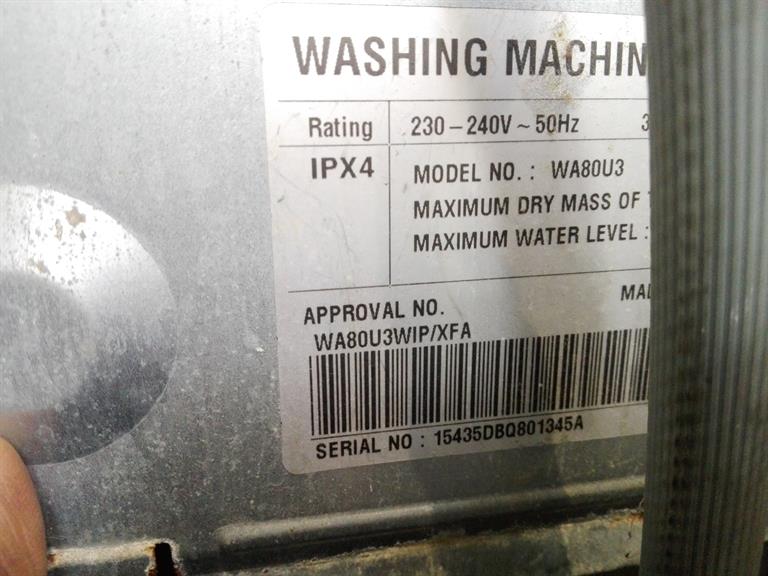 WASHING MACHIN
Rating 230-240V~50Hz 3
IPX4 MODEL NO. : WA80U3
MAXIMUM DRY MASS OF
MAXIMUM WATER LEVEL :
APPROVAL NO. MA
WA80U3WIP/XFA
SERIAL NO : 15435DBQ801345A